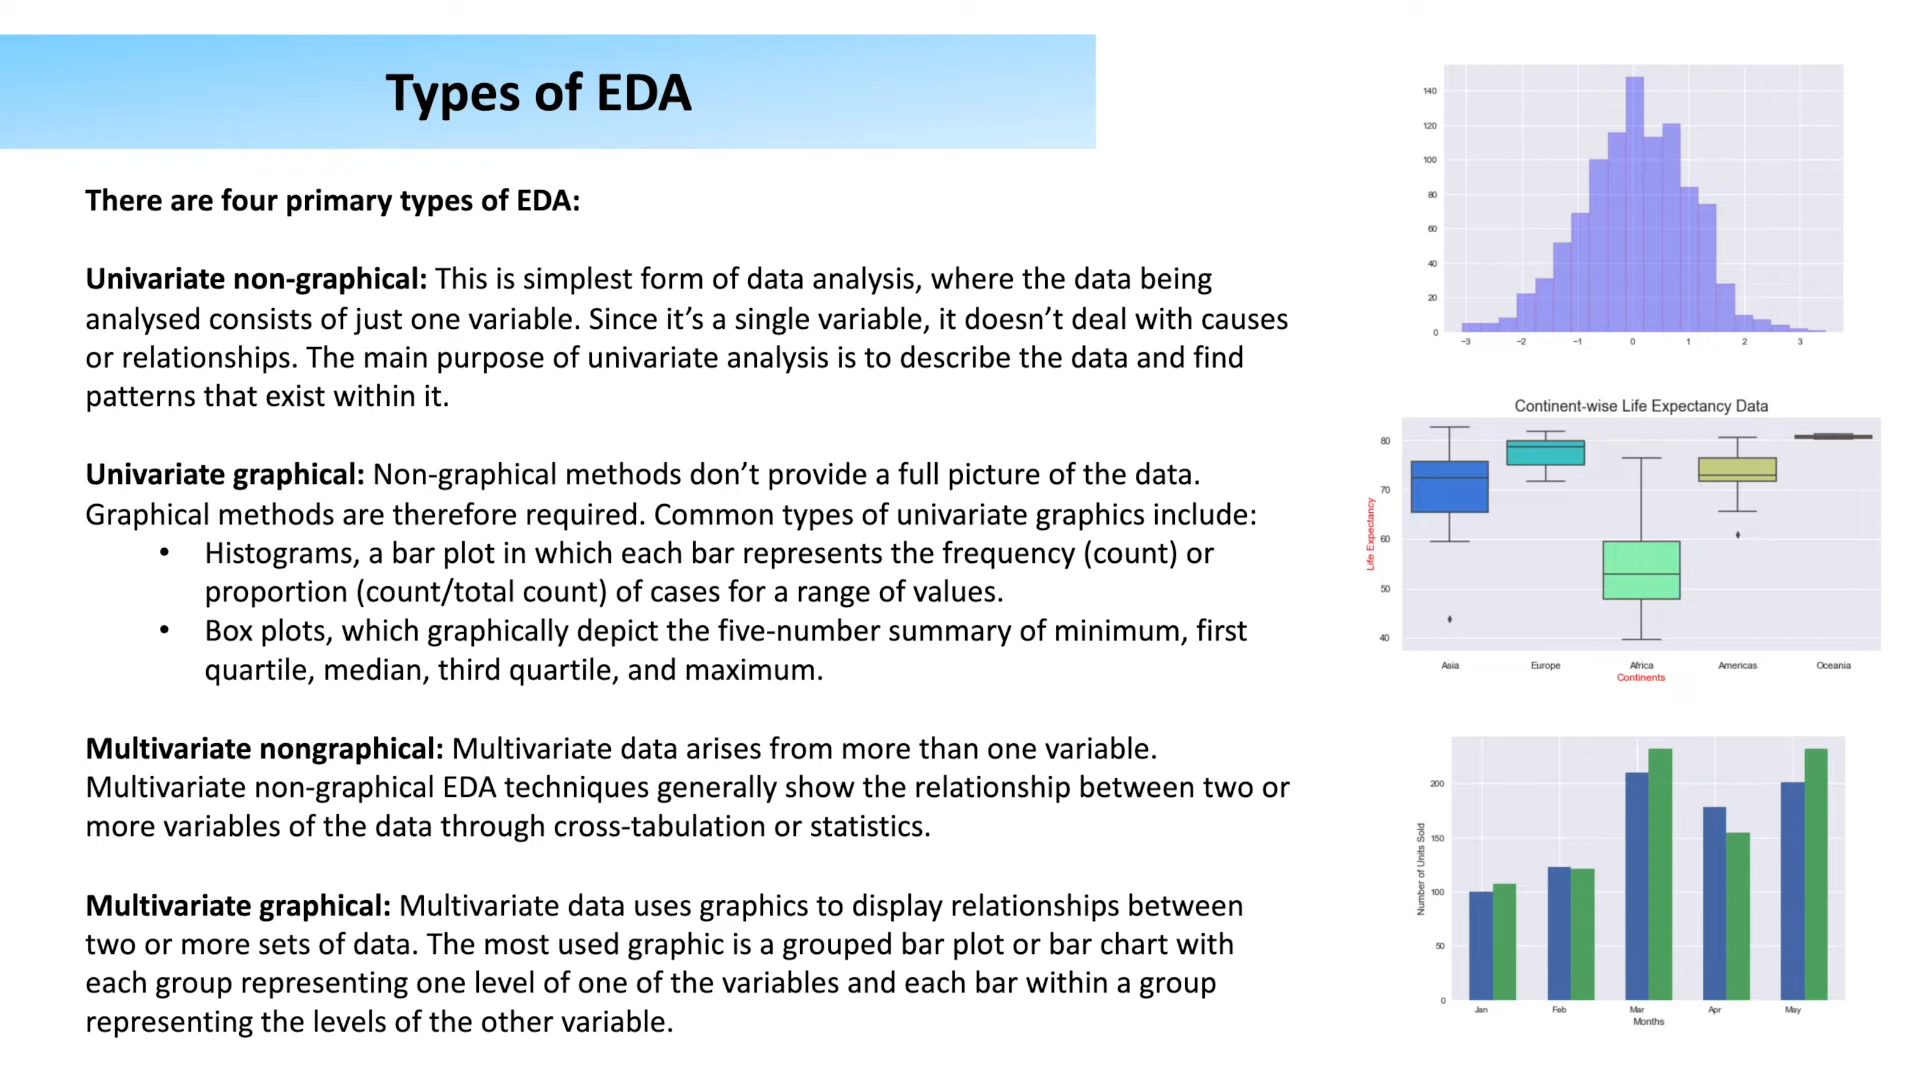 Types of EDA
There are four primary types of EDA:
Univariate non-graphical: This is simplest form of data analysis, where the data being
analysed consists of just one variable. Since it’s a single variable, it doesn’t deal with causes
or relationships. The main purpose of univariate analysis is to describe the data and find
patterns that exist within it.
Univariate graphical: Non-graphical methods don’t provide a full picture of the data.
Graphical methods are therefore required. Common types of univariate graphics include:
• Histograms, a bar plot in which each bar represents the frequency (count) or
proportion (count/total count) of cases for a range of values.
• Box plots, which graphically depict the five-number summary of minimum, first
quartile, median, third quartile, and maximum.
Multivariate nongraphical: Multivariate data arises from more than one variable.
Multivariate non-graphical EDA techniques generally show the relationship between two or
more variables of the data through cross-tabulation or statistics.
Multivariate graphical: Multivariate data uses graphics to display relationships between
two or more sets of data. The most used graphic is a grouped bar plot or bar chart with
each group representing one level of one of the variables and each bar within a group
representing the levels of the other variable.
140
120
100
80
60
40
20
0
−3 −2 −1 0 1 2 3
Continent-wise Life Expectancy Data
80
70
60
50
40
Life Expectancy
Asia Europe Africa Americas Oceania
Continents
200
150
100
50
0
Number of Units Sold
Jan Feb Mar Apr May
Months